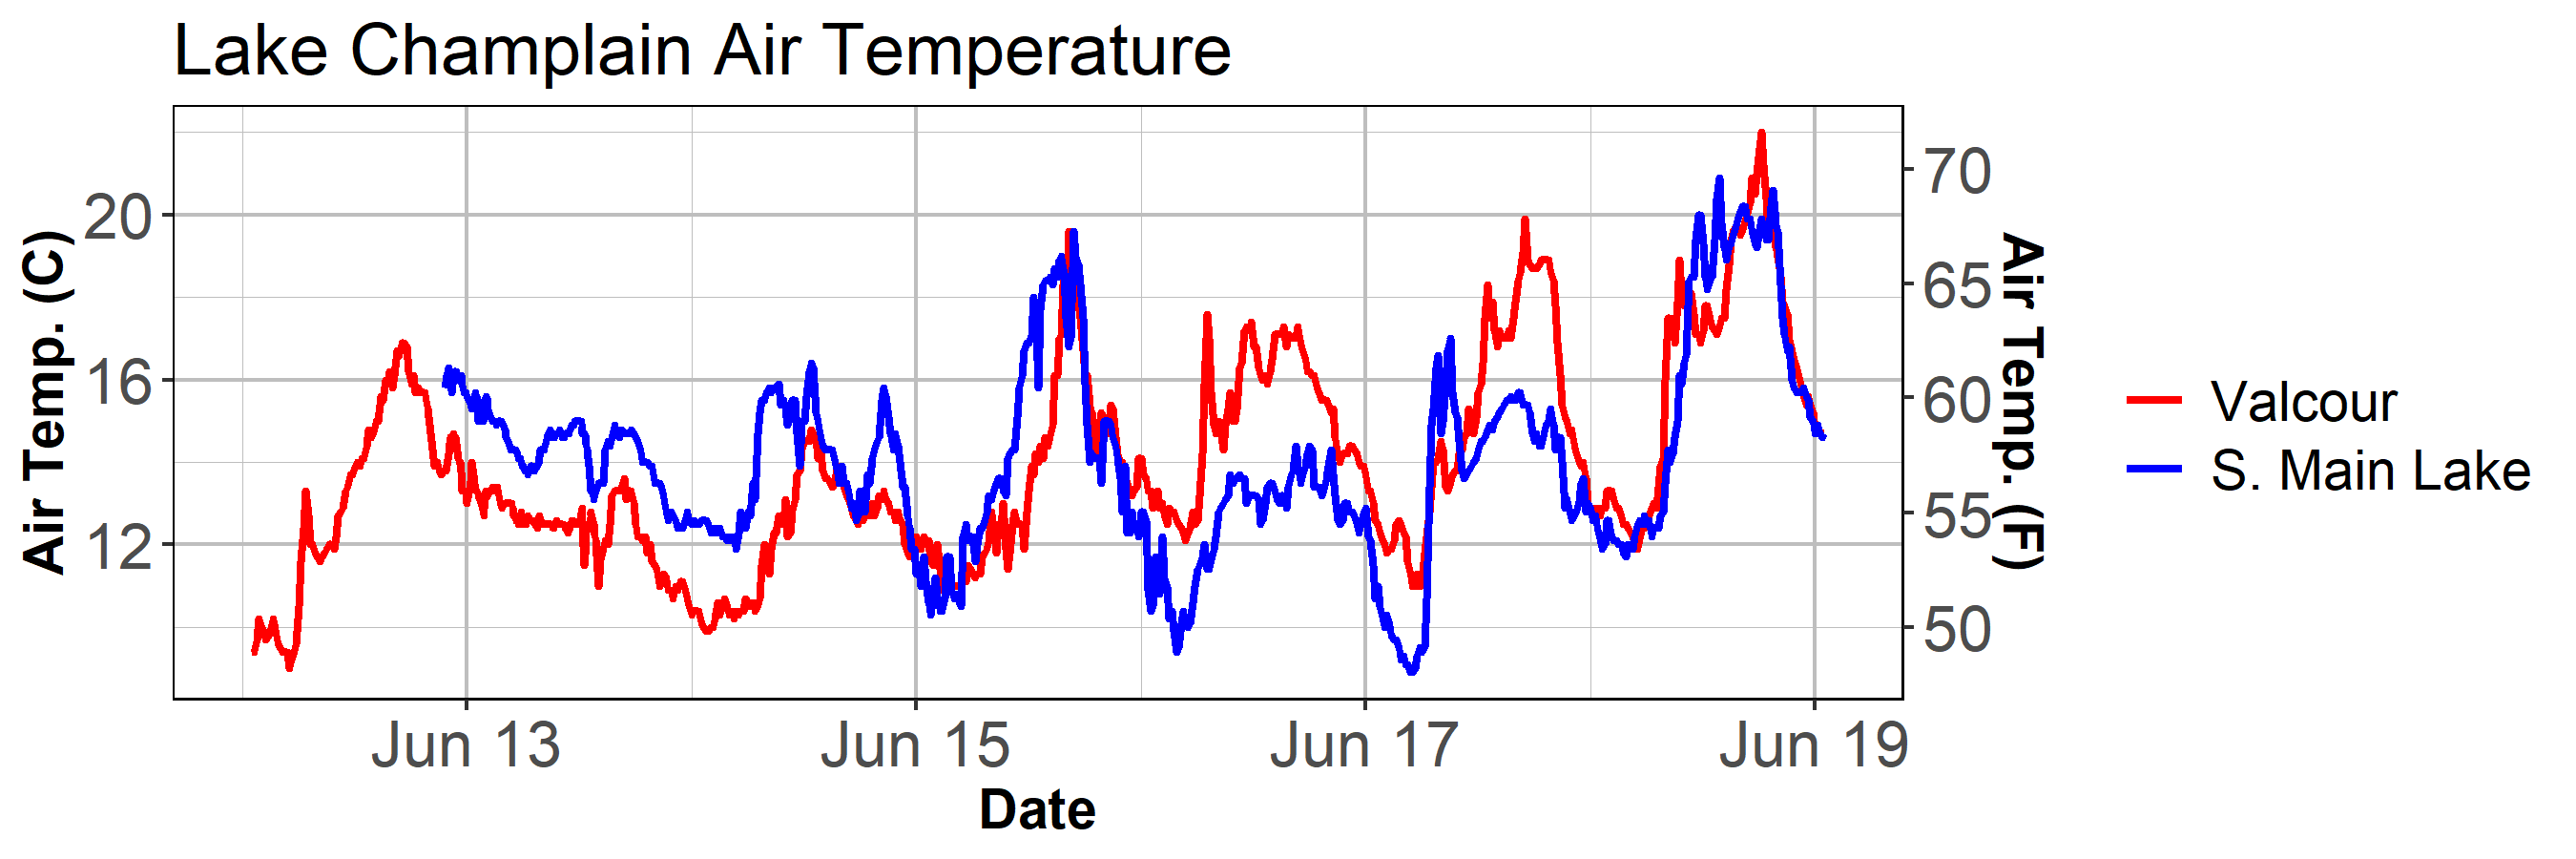 Lake Champlain Air Temperature
Air Temp. (C)
20
16
12
70
65
60
55
50
Air Temp. (F)
Jun 13
Jun 15
Jun 17
Jun 19
Date
Valcour
S. Main Lake